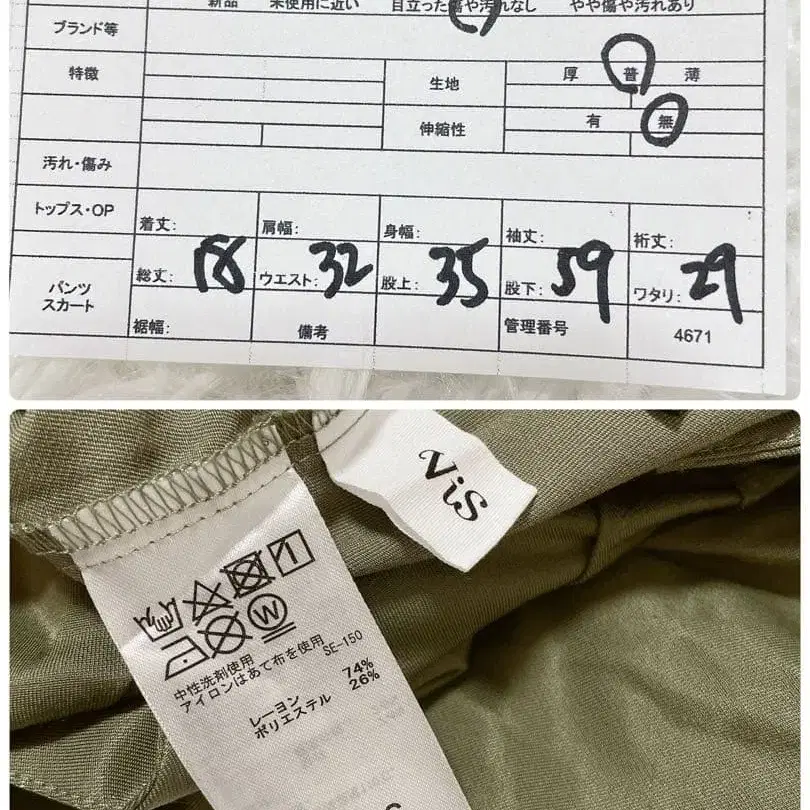 新品 未使用に近い 目立った傷や汚れなし やや傷や汚れあり
ブランド等
特徴 生地 厚 普 薄
伸縮性 有 無
汚れ・傷み
トップス・OP 着丈: 肩幅: 身幅: 袖丈: 裄丈:
パンツ スカート 総丈: ウエスト: 32 股上: 35 股下: 59 ワタリ: 29
裾幅: 備考 管理番号 4671
ViS
W
中性洗剤使用
アイロンはあて布を使用 SE-150
レーヨン 74%
ポリエステル 26%